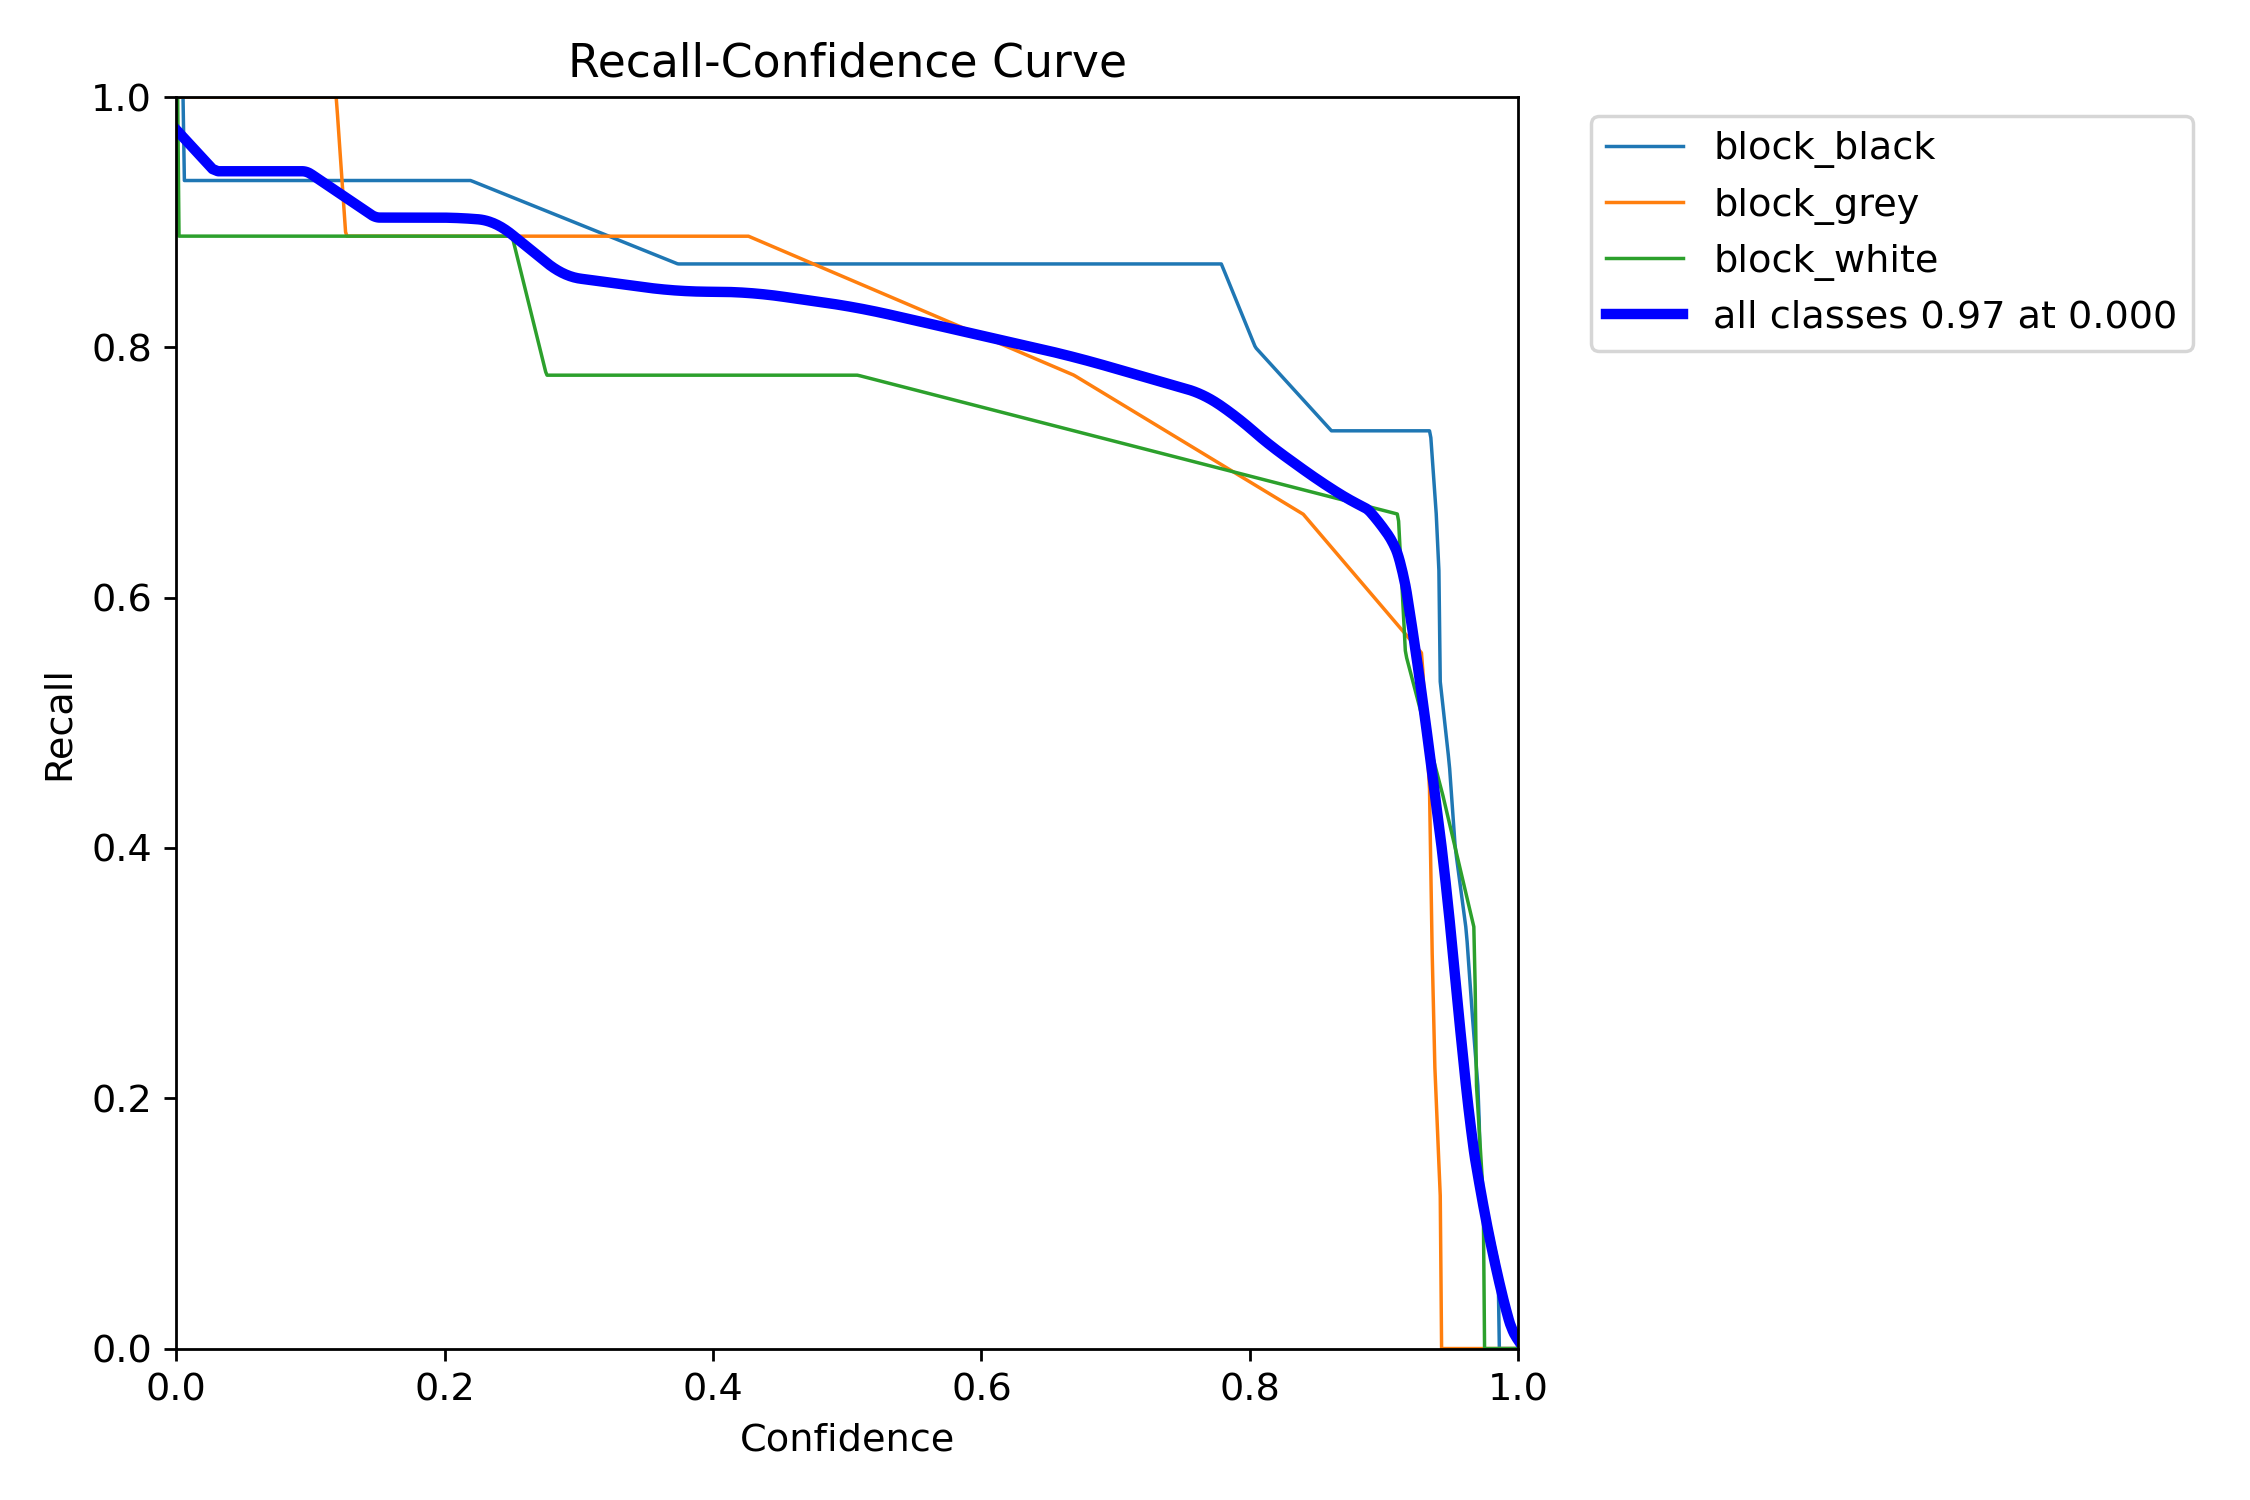 Recall-Confidence Curve
block_black
block_grey
block_white
all classes 0.97 at 0.000
Recall
1.0
0.8
0.6
0.4
0.2
0.0
0.0 0.2 0.4 0.6 0.8 1.0
Confidence